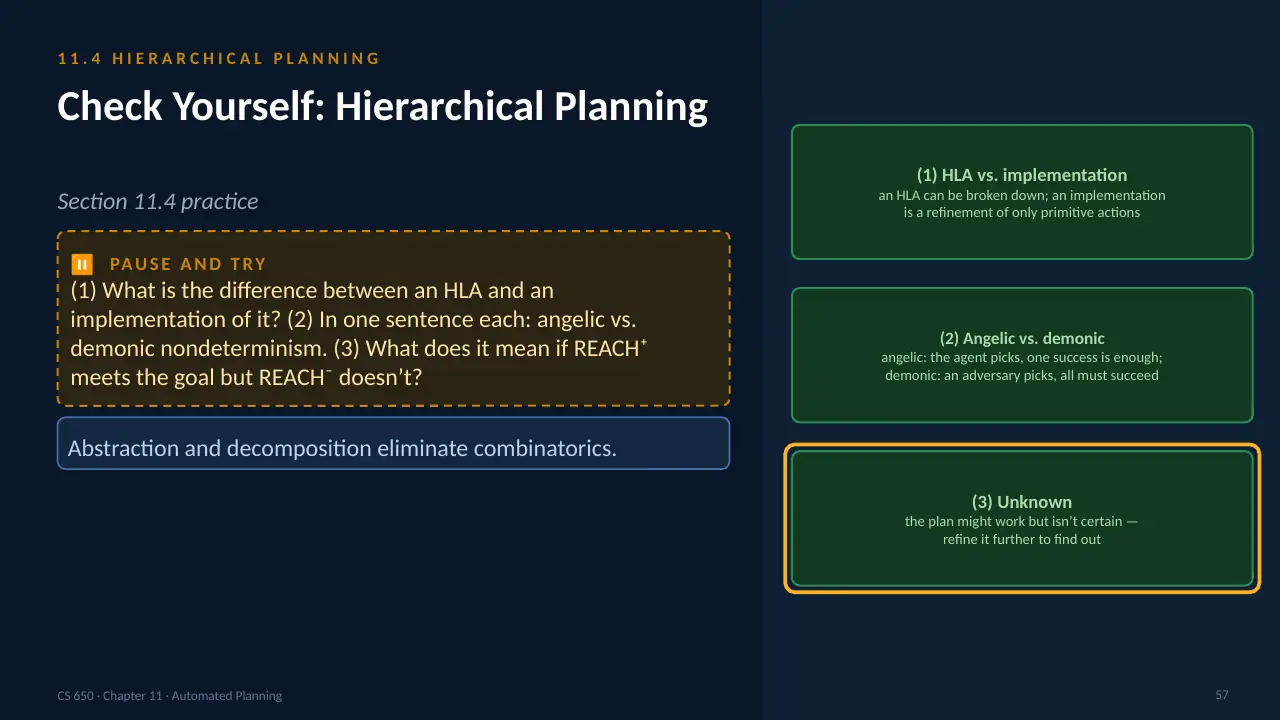 11.4 HIERARCHICAL PLANNING
Check Yourself: Hierarchical Planning
Section 11.4 practice
⏸ PAUSE AND TRY
(1) What is the difference between an HLA and an
implementation of it? (2) In one sentence each: angelic vs.
demonic nondeterminism. (3) What does it mean if REACH⁺
meets the goal but REACH⁻ doesn’t?
Abstraction and decomposition eliminate combinatorics.
(1) HLA vs. implementation
an HLA can be broken down; an implementation
is a refinement of only primitive actions
(2) Angelic vs. demonic
angelic: the agent picks, one success is enough;
demonic: an adversary picks, all must succeed
(3) Unknown
the plan might work but isn’t certain —
refine it further to find out
CS 650 · Chapter 11 · Automated Planning
57